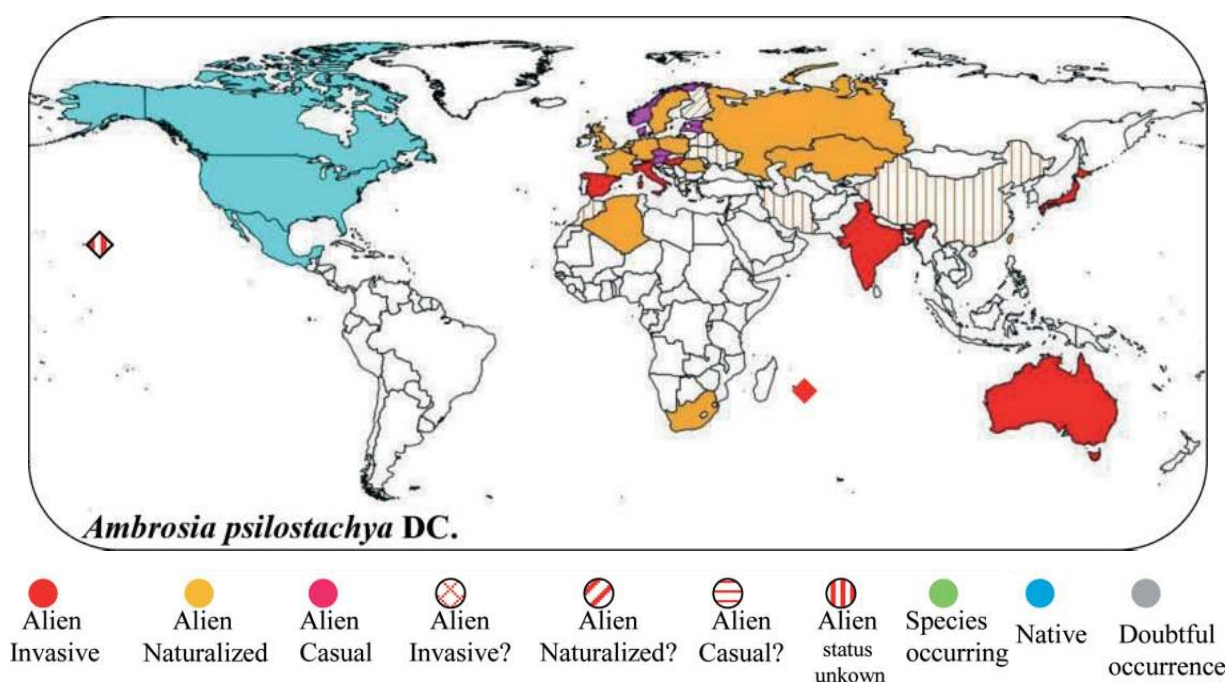 Ambrosia psilostachya DC.
Alien
Invasive
Alien
Naturalized
Alien
Casual
Alien
Invasive?
Alien
Naturalized?
Alien
Casual?
Alien
status
unkown
Species
occurring
Native
Doubtful
occurrence